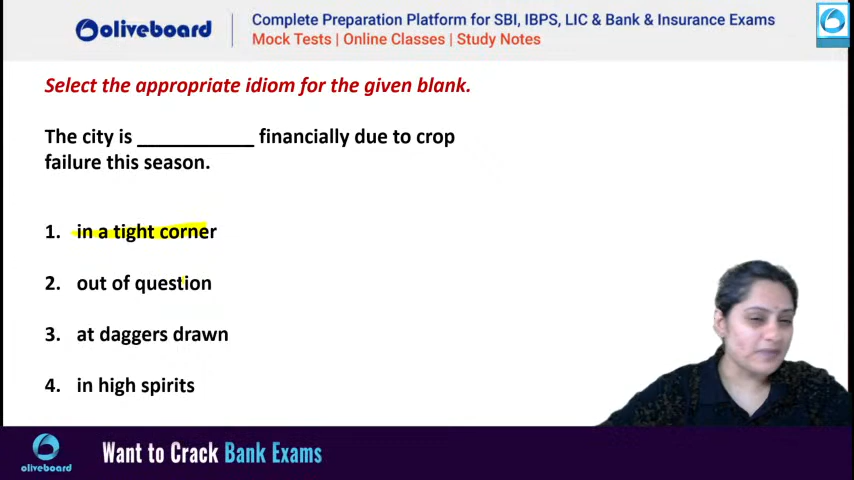 oliveboard
Complete Preparation Platform for SBI, IBPS, LIC & Bank & Insurance Exams
Mock Tests | Online Classes | Study Notes
Select the appropriate idiom for the given blank.
The city is ___________ financially due to crop
failure this season.
1. in a tight corner
2. out of question
3. at daggers drawn
4. in high spirits
oliveboard
Want to Crack Bank Exams